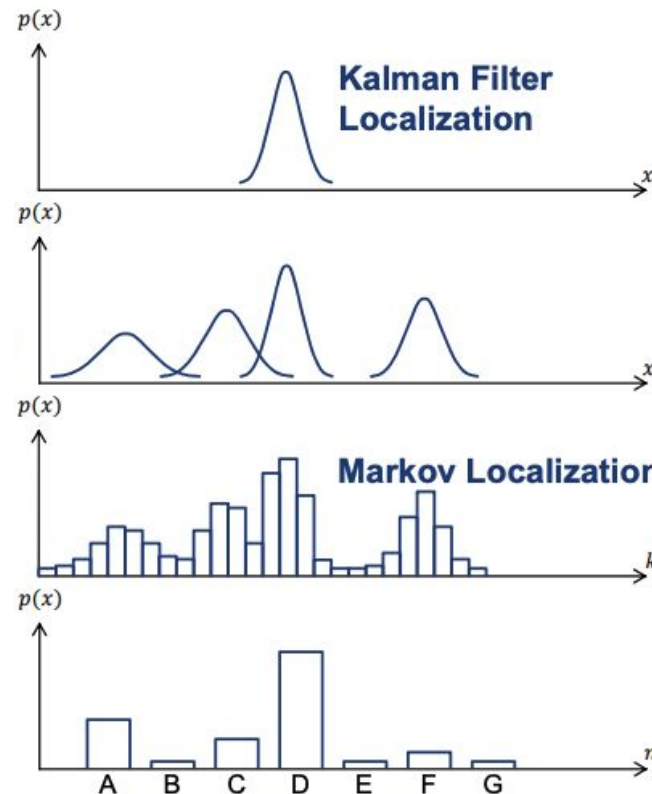 p(x)
Kalman Filter
Localization
x
p(x)
x
p(x)
Markov Localization
k
p(x)
n
A B C D E F G